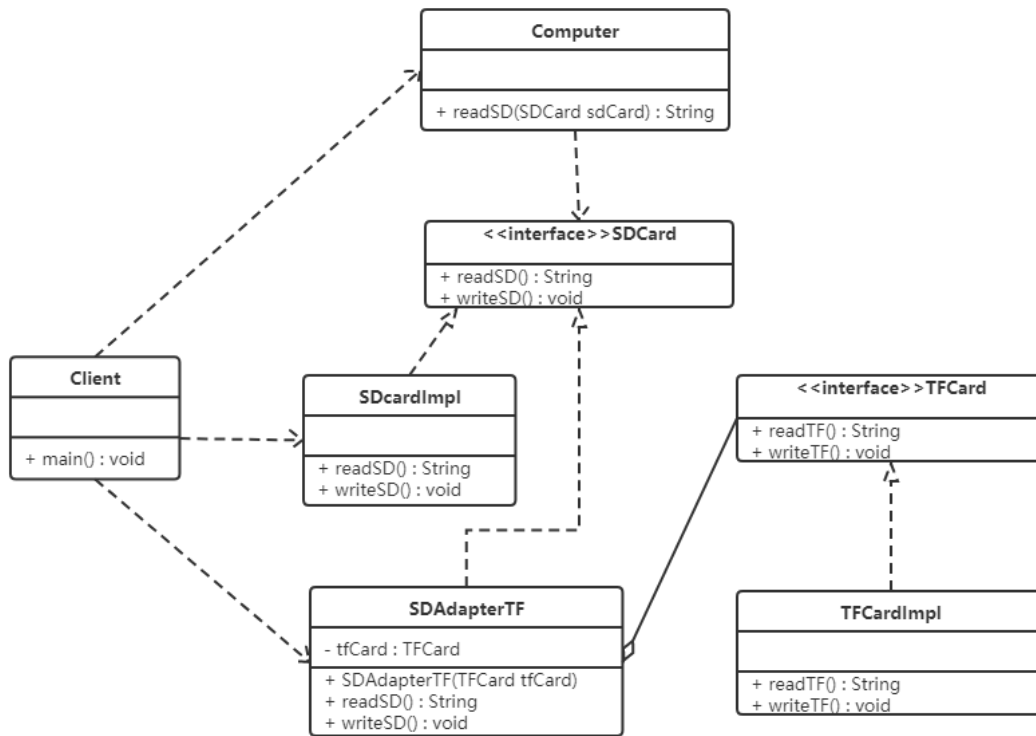 Computer
+ readSD(SDCard sdCard) : String
<<interface>>SDCard
+ readSD() : String
+ writeSD() : void
Client
+ main() : void
SDcardImpl
+ readSD() : String
+ writeSD() : void
<<interface>>TFCard
+ readTF() : String
+ writeTF() : void
SDAdapterTF
- tfCard : TFCard
+ SDAdapterTF(TFCard tfCard)
+ readSD() : String
+ writeSD() : void
TFCardImpl
+ readTF() : String
+ writeTF() : void